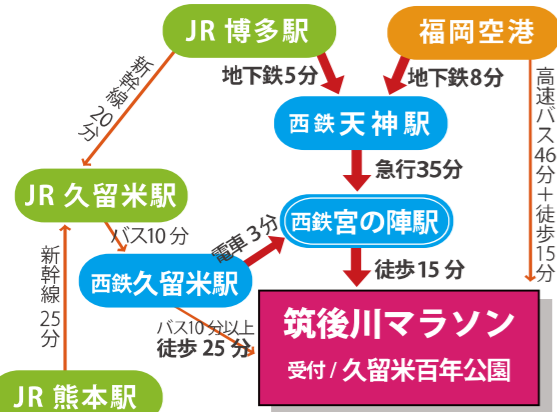 JR 博多駅
福岡空港
新幹線 20分
地下鉄5分
地下鉄8分
高速バス46分＋徒歩15分
西鉄 天神駅
急行35分
JR 久留米駅
バス10分
電車 3分
西鉄 宮の陣駅
新幹線 25分
西鉄 久留米駅
徒歩15分
バス10分以上
徒歩 25分
筑後川マラソン
受付 / 久留米百年公園
JR 熊本駅